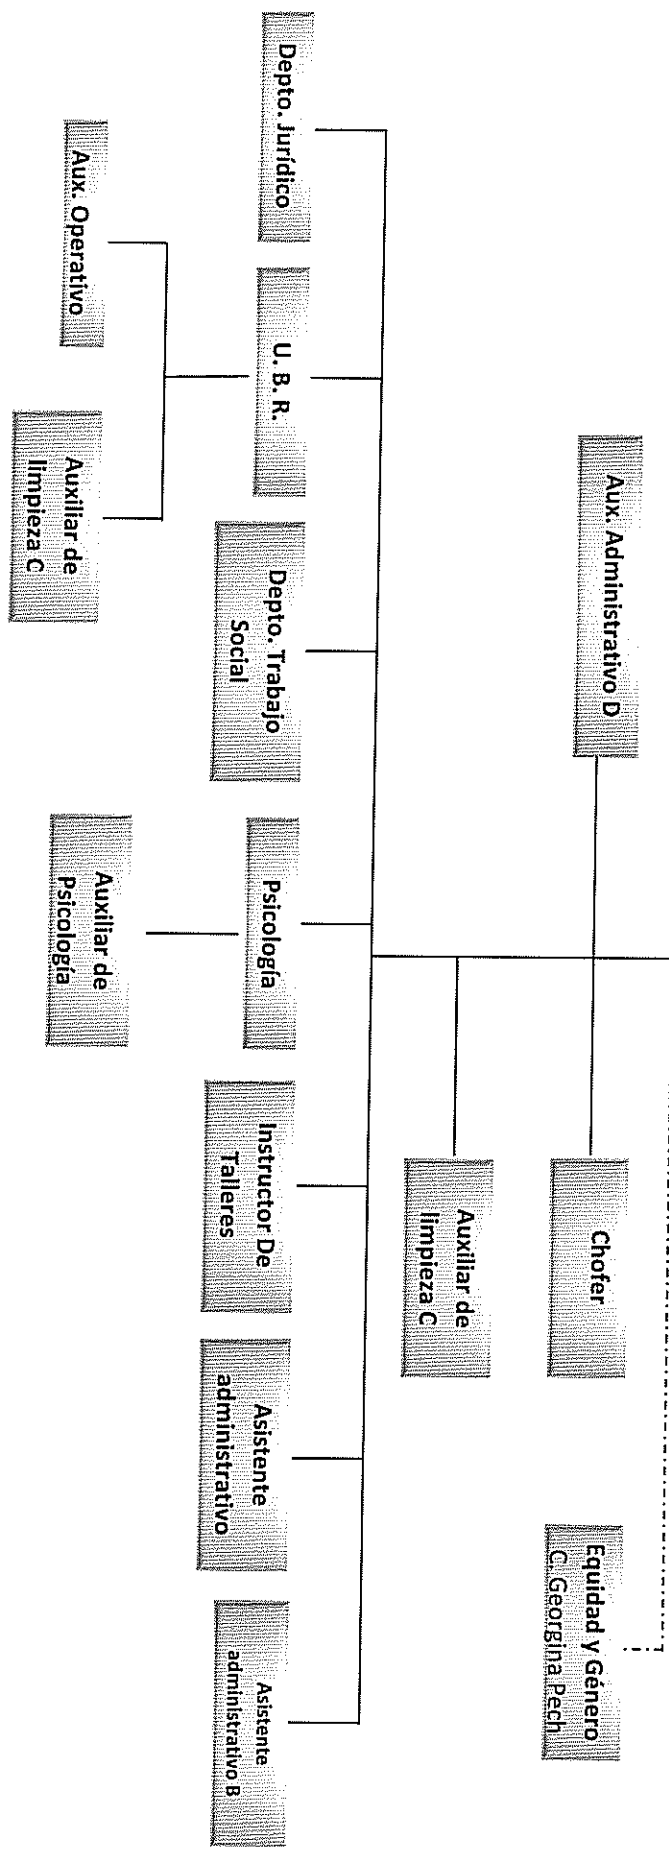 Aux. Administrativo D
Chofer
Equidad y Género
C. Georgina Pech
Auxiliar de
limpieza C
Depto. Jurídico
U. B. R.
Depto. Trabajo
Social
Psicología
Instructor De
Talleres
Asistente
administrativo
Asistente
administrativo B
Aux. Operativo
Auxiliar de
limpieza C
Auxiliar de
Psicología